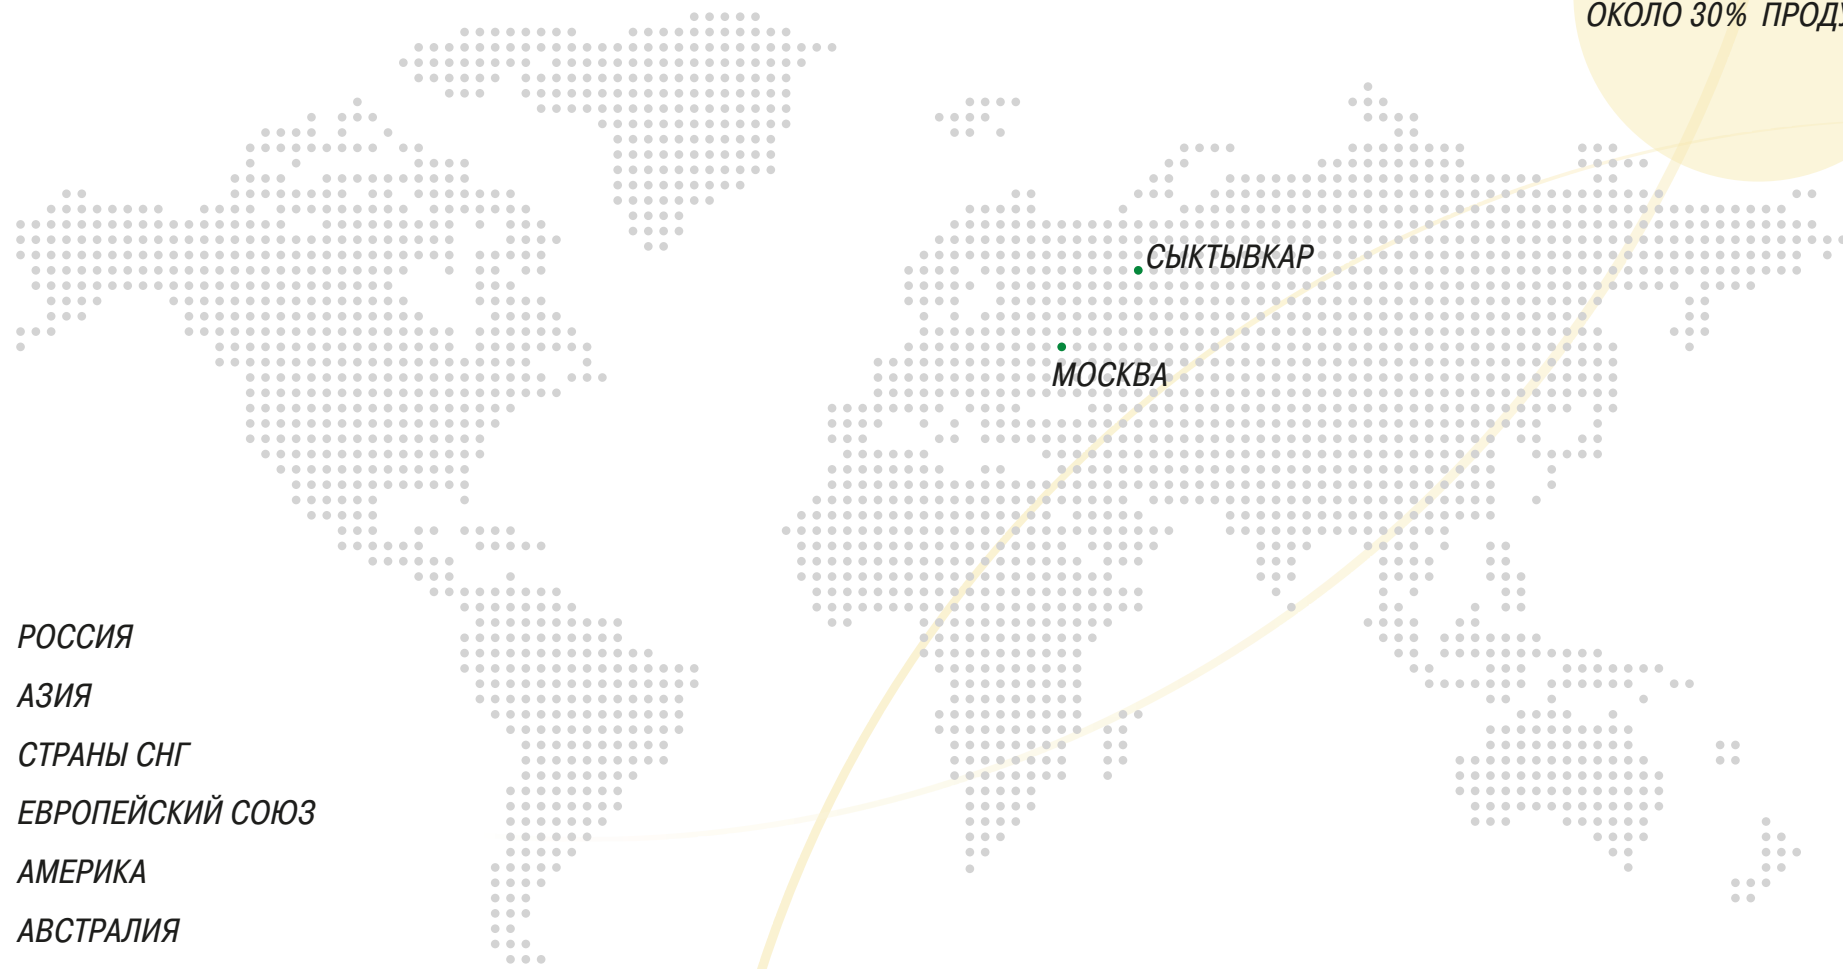 ОКОЛО 30%
СЫКТЫВКАР
МОСКВА
РОССИЯ
АЗИЯ
СТРАНЫ СНГ
ЕВРОПЕЙСКИЙ СОЮЗ
АМЕРИКА
АВСТРАЛИЯ